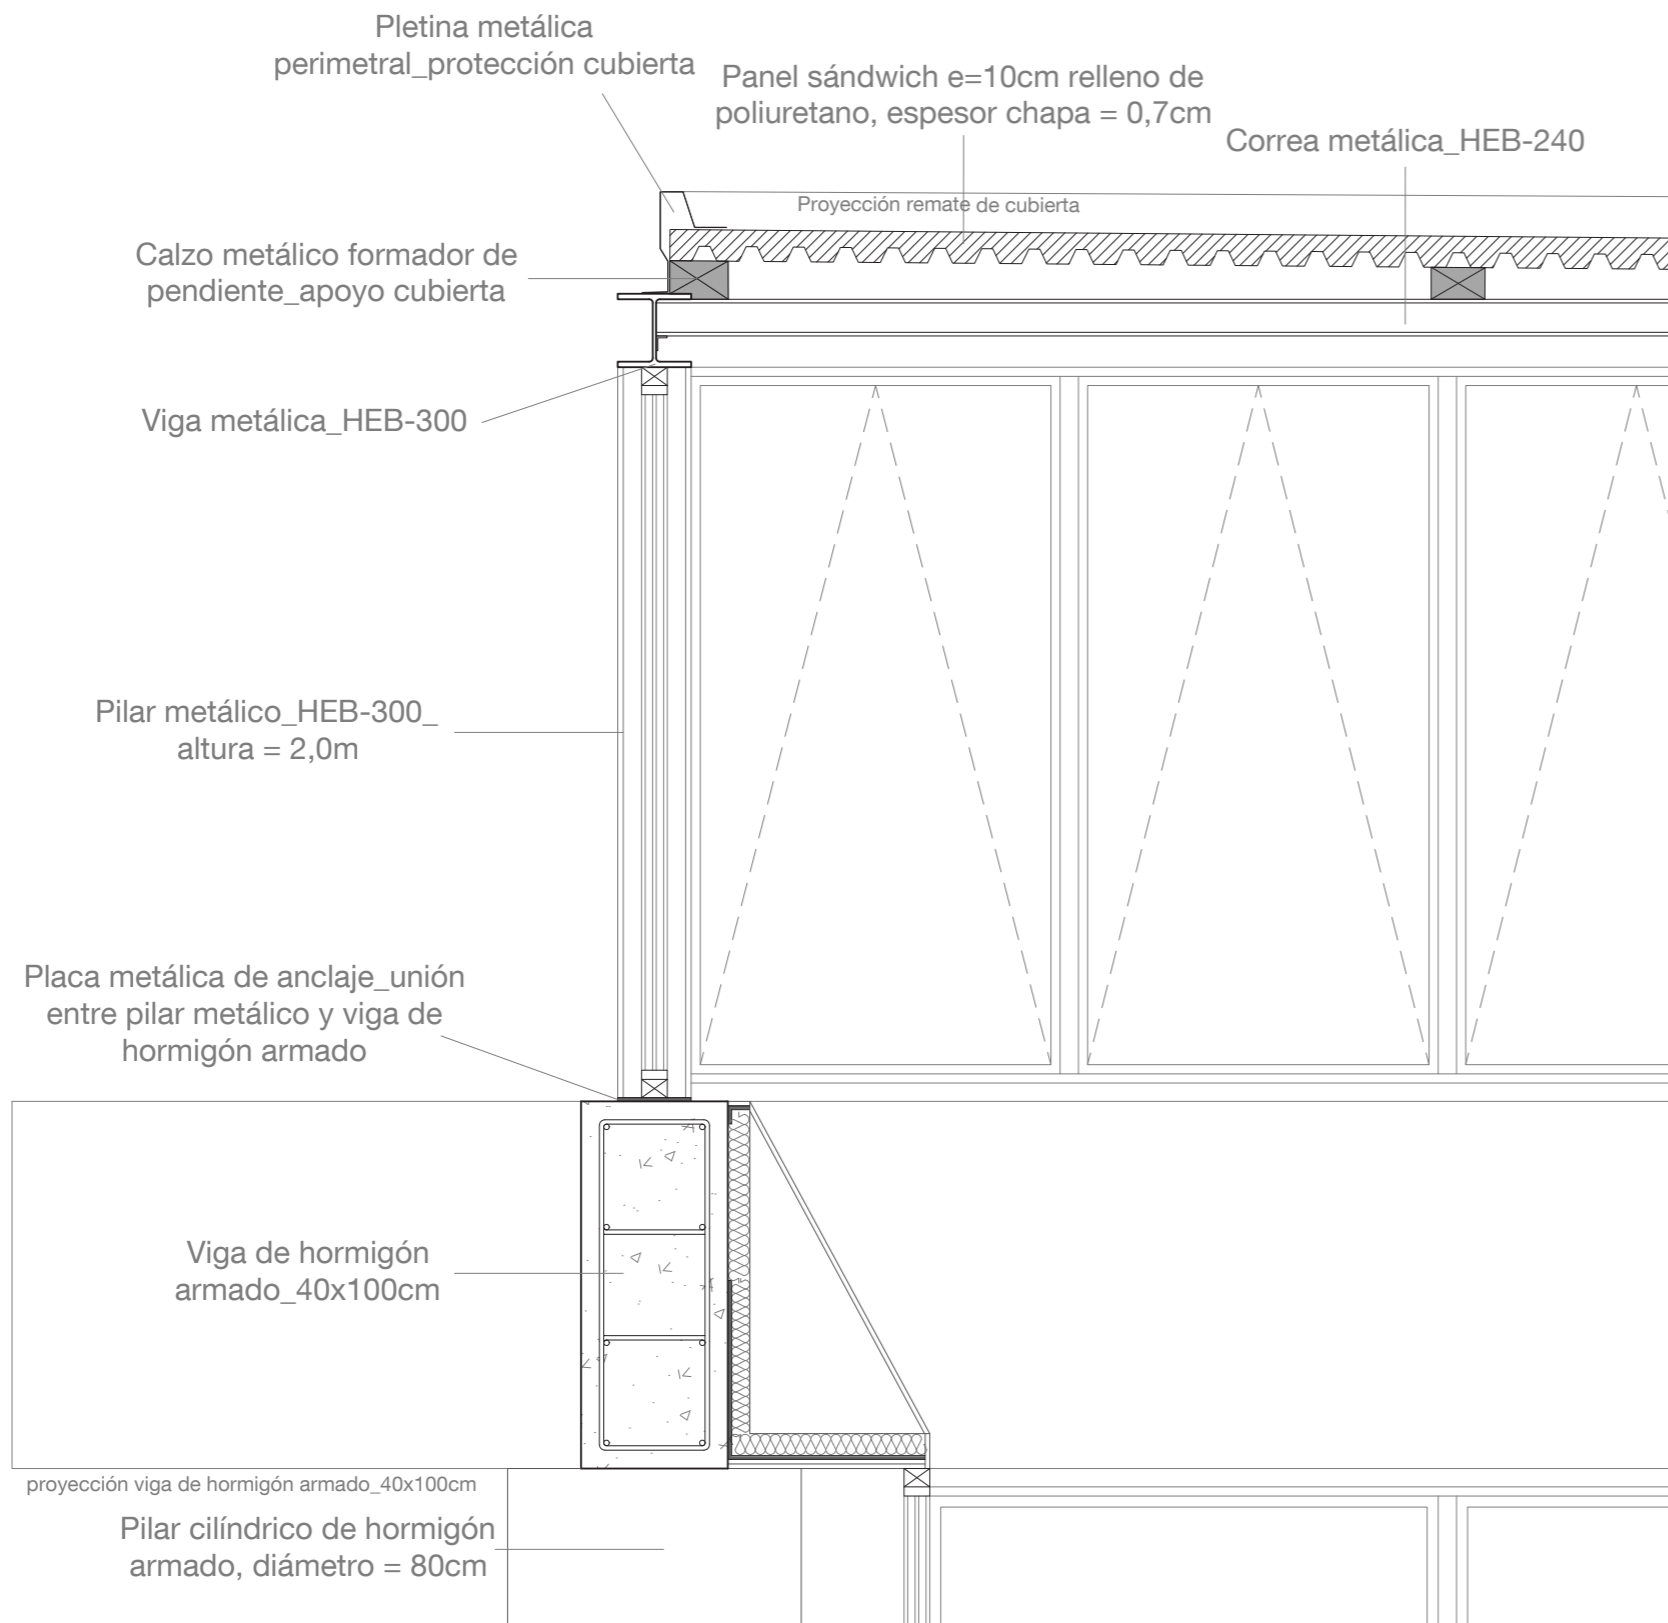 Pletina metálica
perimetral_protección cubierta
Panel sándwich e=10cm relleno de
poliuretano, espesor chapa = 0,7cm
Correa metálica_HEB-240
Proyección remate de cubierta
Calzo metálico formador de
pendiente_apoyo cubierta
Viga metálica_HEB-300
Pilar metálico_HEB-300_
altura = 2,0m
Placa metálica de anclaje_unión
entre pilar metálico y viga de
hormigón armado
Viga de hormigón
armado_40x100cm
proyección viga de hormigón armado_40x100cm
Pilar cilíndrico de hormigón
armado, diámetro = 80cm